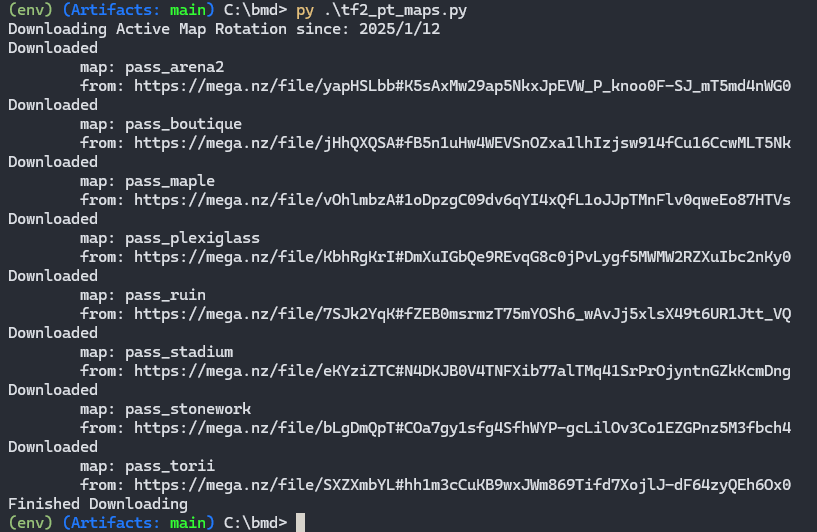 (env) (Artifacts: main) C:\bmd> py .\tf2_pt_maps.py
Downloading Active Map Rotation since: 2025/1/12
Downloaded
map: pass_arena2
from: https://mega.nz/file/yapHSLbb#K5sAxMw29ap5NkxJpEVW_P_knoo0F-SJ_mT5md4nWG0
Downloaded
map: pass_boutique
from: https://mega.nz/file/jHhQXQSA#fB5n1uHw4WEVSnOZxa1lhIzjsw914fCu16CcwMLT5Nk
Downloaded
map: pass_maple
from: https://mega.nz/file/vOhlmbzA#1oDpzgC09dv6qYI4xQfL1oJJpTMnFlv0qweEo87HTVs
Downloaded
map: pass_plexiglass
from: https://mega.nz/file/KbhRgKrI#DmXuIGbQe9REvqG8c0jPvLygf5MWMW2RZXuIbc2nKy0
Downloaded
map: pass_ruin
from: https://mega.nz/file/7SJk2YqK#fZEB0msrmzT75mYOSh6_wAvJj5xlsX49t6UR1Jtt_VQ
Downloaded
map: pass_stadium
from: https://mega.nz/file/eKYziZTC#N4DKJB0V4TNFXib77alTMq41SrPrOjyntnGZkKcmDng
Downloaded
map: pass_stonework
from: https://mega.nz/file/bLgDmQpT#COa7gy1sfg4SfhWYP-gcLilOv3Co1EZGPnz5M3fbch4
Downloaded
map: pass_torii
from: https://mega.nz/file/SXZXmbYL#hh1m3cCuKB9wxJWm869Tifd7XojlJ-dF64zyQEh6Ox0
Finished Downloading
(env) (Artifacts: main) C:\bmd>